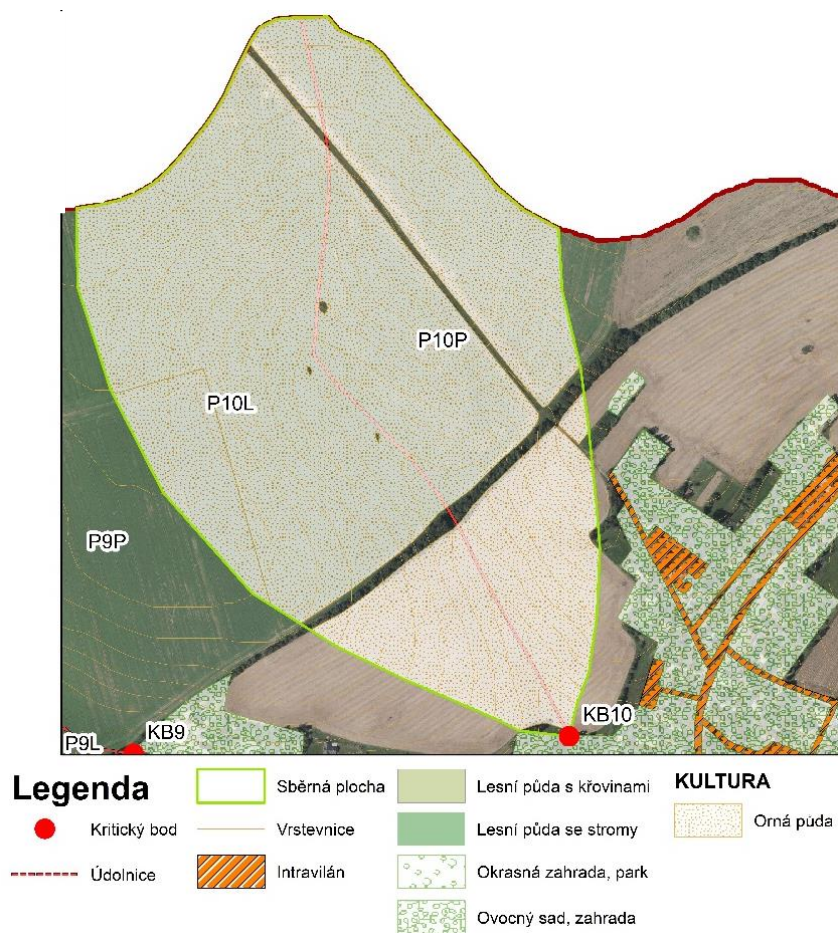 P10P
P10L
P9P
KB10
KB9
P9L
Legenda
Kritický bod
Údolnice
Sběrná plocha
Vrstevnice
Intravilán
Lesní půda s křovinami
Lesní půda se stromy
Okrasná zahrada, park
Ovocný sad, zahrada
KULTURA
Orná půda